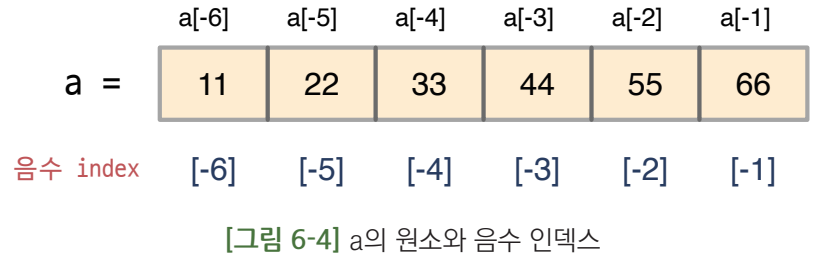 a[-6] a[-5] a[-4] a[-3] a[-2] a[-1]
a = 11 22 33 44 55 66
음수 index [-6] [-5] [-4] [-3] [-2] [-1]
[그림 6-4] a의 원소와 음수 인덱스